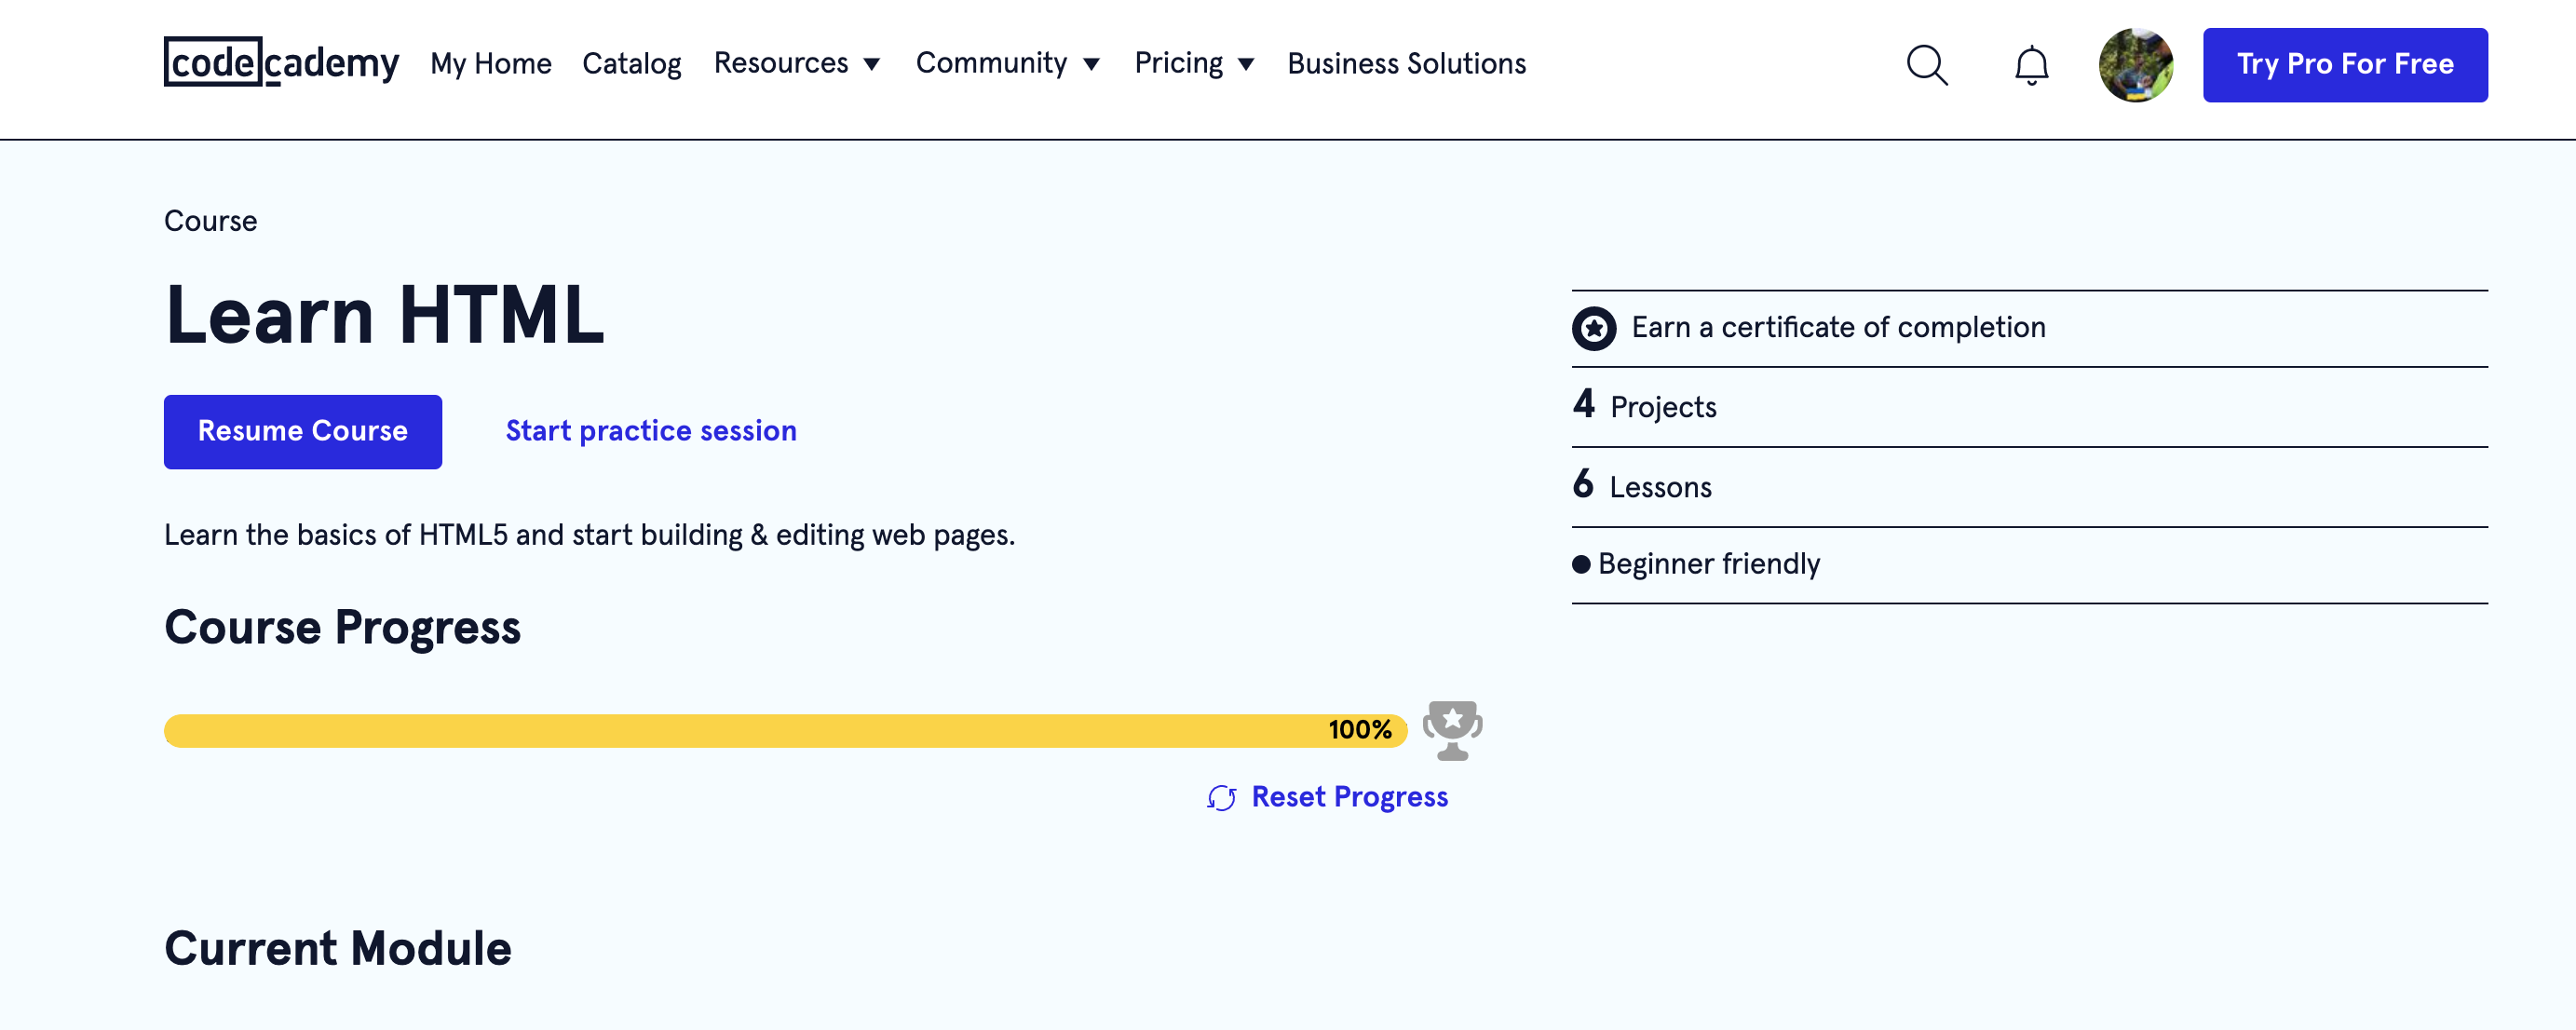 codecademy My Home Catalog Resources Community Pricing Business Solutions Try Pro For Free
Course
Learn HTML
Resume Course Start practice session
Learn the basics of HTML5 and start building & editing web pages.
Course Progress
100%
Reset Progress
Earn a certificate of completion
4 Projects
6 Lessons
Beginner friendly
Current Module